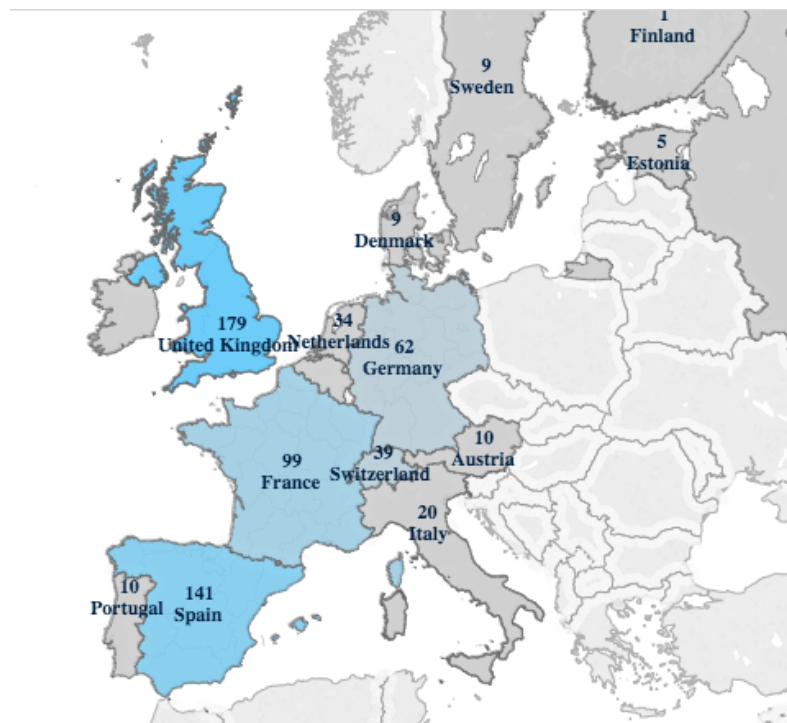 1
Finland
9
Sweden
5
Estonia
9
Denmark
179
United Kingdom
34
Netherlands
62
Germany
99
France
39
Switzerland
10
Austria
20
Italy
10
Portugal
141
Spain